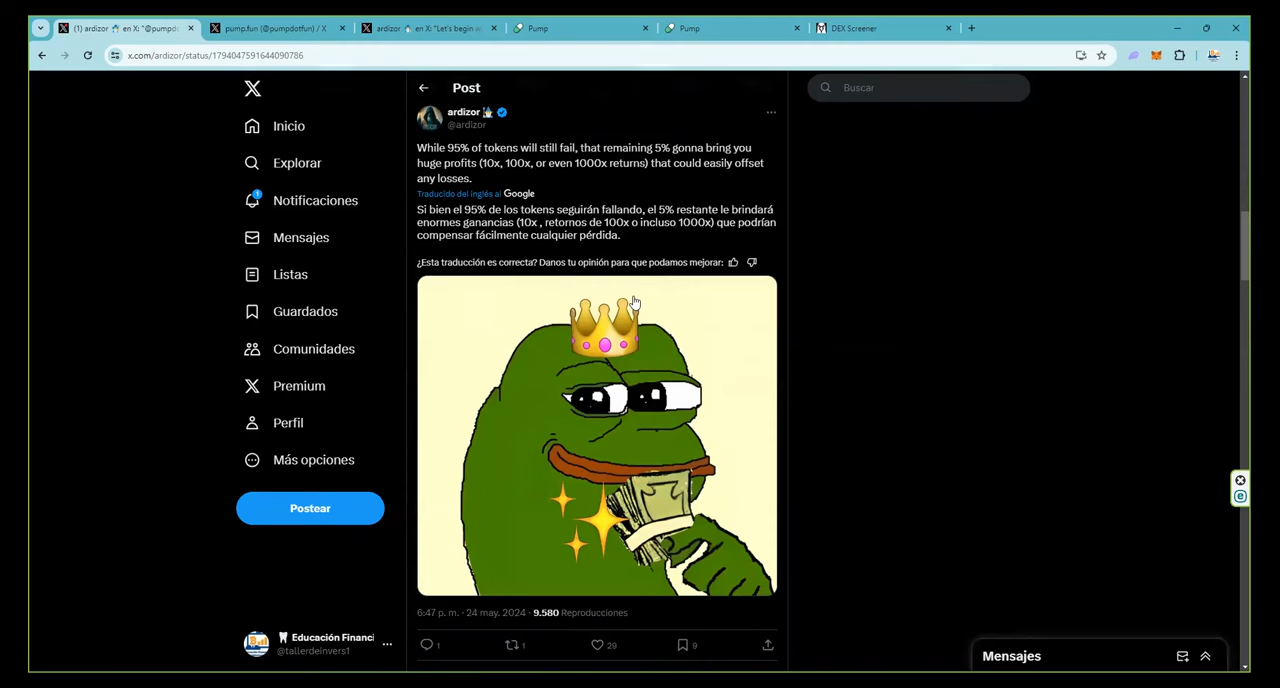 (1) ardizor en X: "@pumpdo
pump.fun (@pumpdotfun) / X
ardizor en X: "Let's begin w
Pump
Pump
DEX Screener
x.com/ardizor/status/1794047591644090786
Post
Buscar
ardizor
@ardizor
Inicio
Explorar
Notificaciones
1
Mensajes
Listas
Guardados
Comunidades
Premium
Perfil
Más opciones
Postear
While 95% of tokens will still fail, that remaining 5% gonna bring you
huge profits (10x, 100x, or even 1000x returns) that could easily offset
any losses.
Traducido del inglés al Google
Si bien el 95% de los tokens seguirán fallando, el 5% restante le brindará
enormes ganancias (10x , retornos de 100x o incluso 1000x) que podrían
compensar fácilmente cualquier pérdida.
¿Esta traducción es correcta? Danos tu opinión para que podamos mejorar:
6:47 p. m. · 24 may. 2024 · 9.580 Reproducciones
1
1
29
9
Educación Financi
@tallerdeinvers1
Mensajes